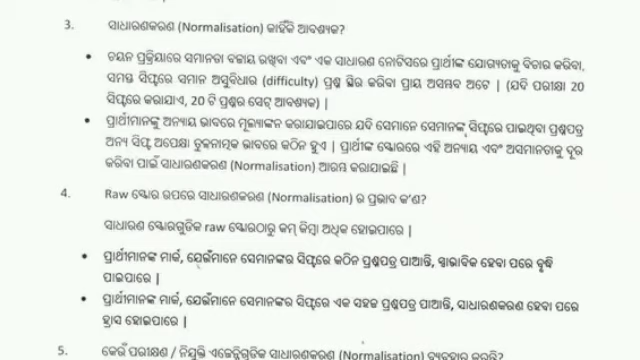 3. ସାଧାରଣକରଣ (Normalisation) କାହିଁକି ଆବଶ୍ୟକ?
• ଚୟନ ପ୍ରକ୍ରିୟାରେ ସମାନତା ବଜାୟ ରଖିବା ଏବଂ ଏକ ସାଧାରଣ ନୋଟିସରେ ପ୍ରାର୍ଥୀଙ୍କ ଯୋଗ୍ୟତାକୁ ବିଚାର କରିବା.
ସମସ୍ତ ସିଫ୍ଟରେ ସମାନ ଅସୁବିଧାର (difficulty) ପ୍ରଶ୍ନ ସ୍ଥିର କରିବା ପ୍ରାୟ ଅସମ୍ଭବ ଅଟେ | (ଯଦି ପରୀକ୍ଷା 20
ସିଫ୍ଟରେ କରାଯାଏ, 20 ଟି ପ୍ରଶ୍ନର ସେଟ୍ ଆବଶ୍ୟକ) |
• ପ୍ରାର୍ଥୀମାନଙ୍କୁ ଅନ୍ୟାୟ ଭାବରେ ମୂଲ୍ୟାଙ୍କନ କରାଯାଇପାରେ ଯଦି ସେମାନେ ସେମାନଙ୍କ ସିଫ୍ଟରେ ପାଇଥିବା ପ୍ରଶ୍ନପତ୍ର
ଅନ୍ୟ ସିଫ୍ଟ ଅପେକ୍ଷା ତୁଳନାତ୍ମକ ଭାବରେ କଠିନ ହୁଏ | ପ୍ରାର୍ଥୀଙ୍କ ସ୍କୋରରେ ଏହି ଅନ୍ୟାୟ ଏବଂ ଅସମାନତାକୁ ଦୂର
କରିବା ପାଇଁ ସାଧାରଣକରଣ (Normalisation) ଆରମ୍ଭ କରାଯାଇଛି |
4. Raw ସ୍କୋର ଉପରେ ସାଧାରଣକରଣ (Normalisation) ର ପ୍ରଭାବ କ'ଣ?
ସାଧାରଣ ସ୍କୋରଗୁଡିକ raw ସ୍କୋରଠାରୁ କମ୍ କିମ୍ବା ଅଧିକ ହୋଇପାରେ |
• ପ୍ରାର୍ଥୀମାନଙ୍କ ମାର୍କ, ଯେଉଁମାନେ ସେମାନଙ୍କର ସିଫ୍ଟରେ କଠିନ ପ୍ରଶ୍ନପତ୍ର ପାଆନ୍ତି, ସ୍ୱାଭାବିକ ହେବା ପରେ ବୃଦ୍ଧି
ପାଇପାରେ |
• ପ୍ରାର୍ଥୀମାନଙ୍କ ମାର୍କ, ଯେଉଁମାନେ ସେମାନଙ୍କର ସିଫ୍ଟରେ ଏକ ସହଜ ପ୍ରଶ୍ନପତ୍ର ପାଆନ୍ତି, ସାଧାରଣକରଣ ହେବା ପରେ
ହ୍ରାସ ହୋଇପାରେ |
5. କେଉଁ ପରୀକ୍ଷଣ / ନିଯୁକ୍ତି ଏଜେନ୍ସିଗୁଡିକ ସାଧାରଣକରଣ (Normalisation) ବ୍ୟବହାର କରନ୍ତି?